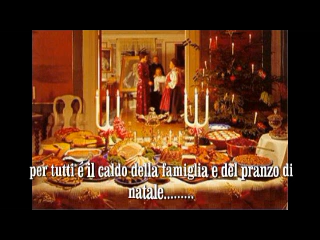 per tutti é il caldo della famiglia e del pranzo di
natale.........